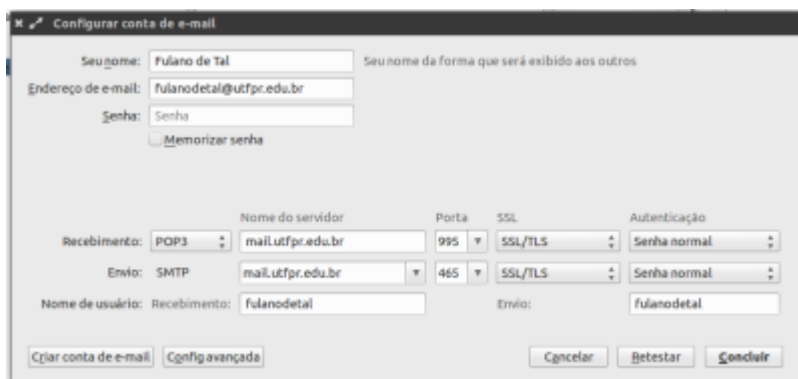 Configurar conta de e-mail
Seu nome: Fulano de Tal Seu nome da forma que será exibido aos outros
Endereço de e-mail: fulanodetal@utfpr.edu.br
Senha: Senha
Memorizar senha
Nome do servidor Porta SSL Autenticação
Recebimento: POP3 mail.utfpr.edu.br 995 SSL/TLS Senha normal
Envio: SMTP mail.utfpr.edu.br 465 SSL/TLS Senha normal
Nome de usuário: Recebimento: fulanodetal Envio: fulanodetal
Criar conta de e-mail Config avançada Cancelar Retestar Concluir